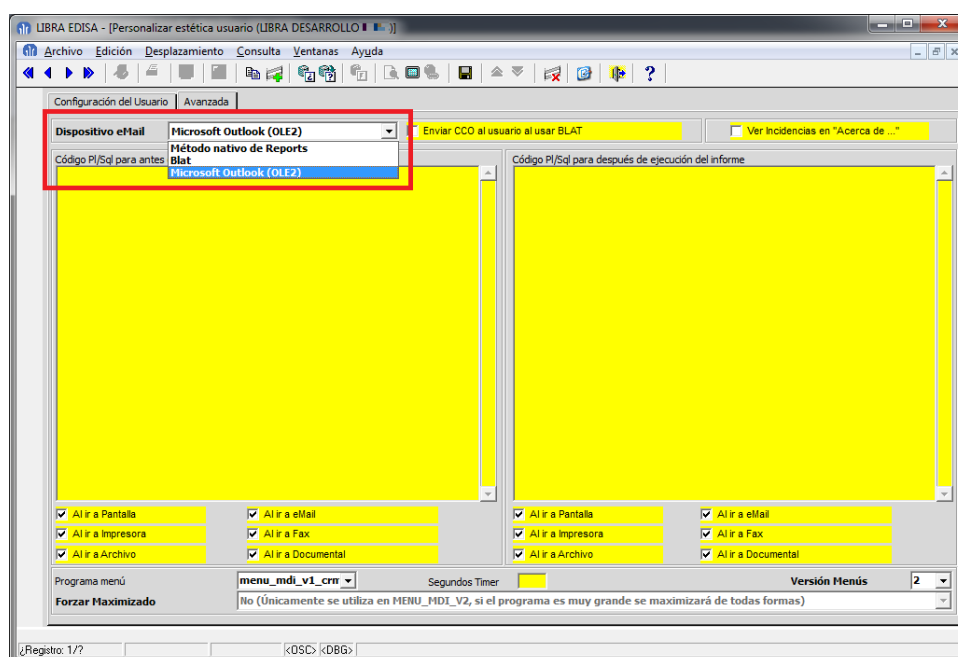 LIBRA EDISA - [Personalizar estética usuario (LIBRA DESARROLLO )]
Archivo Edición Desplazamiento Consulta Ventanas Ayuda
Configuración del Usuario Avanzada
Dispositivo eMail Microsoft Outlook (OLE2) Enviar CCO al usuario al usar BLAT Ver Incidencias en "Acerca de ..."
Método nativo de Reports
Blat
Microsoft Outlook (OLE2)
Código Pl/Sql para antes
Código Pl/Sql para después de ejecución del informe
Al ir a Pantalla Al ir a eMail Al ir a Pantalla Al ir a eMail
Al ir a Impresora Al ir a Fax Al ir a Impresora Al ir a Fax
Al ir a Archivo Al ir a Documental Al ir a Archivo Al ir a Documental
Programa menú menu_mdi_v1_crm Segundos Timer Versión Menús 2
Forzar Maximizado No (Únicamente se utiliza en MENU_MDI_V2, si el programa es muy grande se maximizará de todas formas)
¿Registro: 1/? <OSC> <DBG>